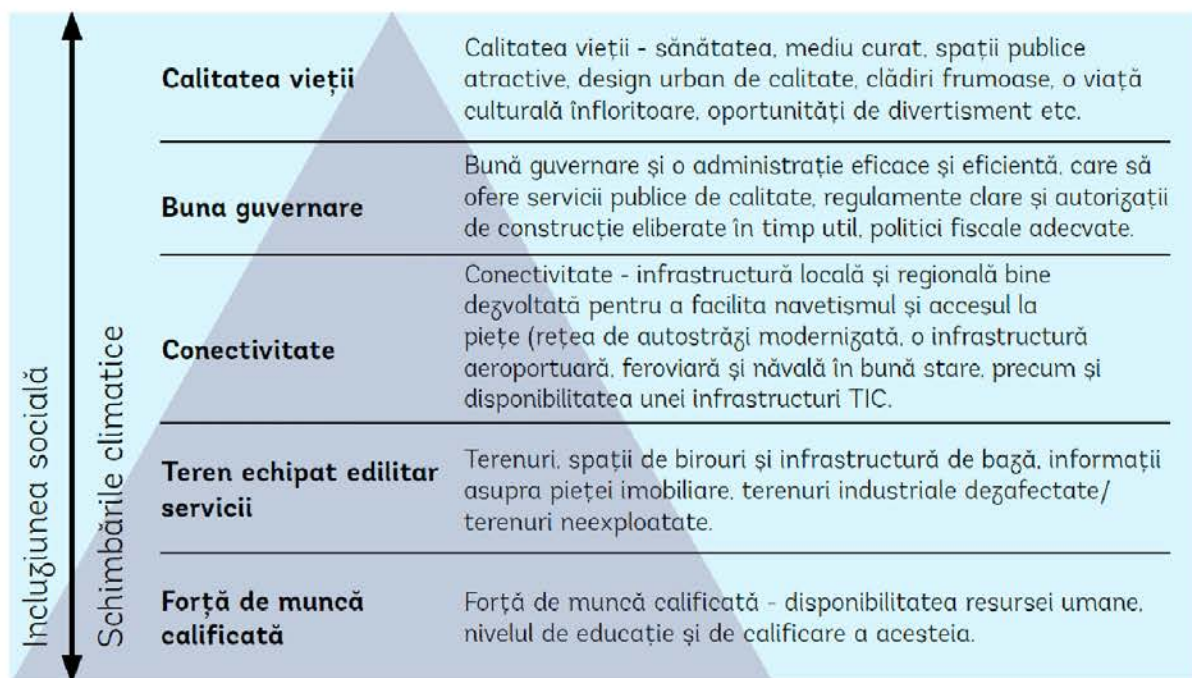 Incluziunea socială
Schimbările climatice
Calitatea vieții
Calitatea vieții - sănătatea, mediu curat, spații publice
atractive, design urban de calitate, clădiri frumoase, o viață
culturală înfloritoare, oportunități de divertisment etc.
Buna guvernare
Bună guvernare și o administrație eficace și eficientă, care să
ofere servicii publice de calitate, regulamente clare și autorizații
de construcție eliberate în timp util, politici fiscale adecvate.
Conectivitate
Conectivitate - infrastructură locală și regională bine
dezvoltată pentru a facilita navetismul și accesul la
piețe (rețea de autostrăzi modernizată, o infrastructură
aeroportuară, feroviară și năvală în bună stare, precum și
disponibilitatea unei infrastructuri TIC.
Teren echipat edilitar
servicii
Terenuri, spații de birouri și infrastructură de bază, informații
asupra pieței imobiliare, terenuri industriale dezafectate/
terenuri neexploatate.
Forță de muncă
calificată
Forță de muncă calificată - disponibilitatea resursei umane,
nivelul de educație și de calificare a acesteia.